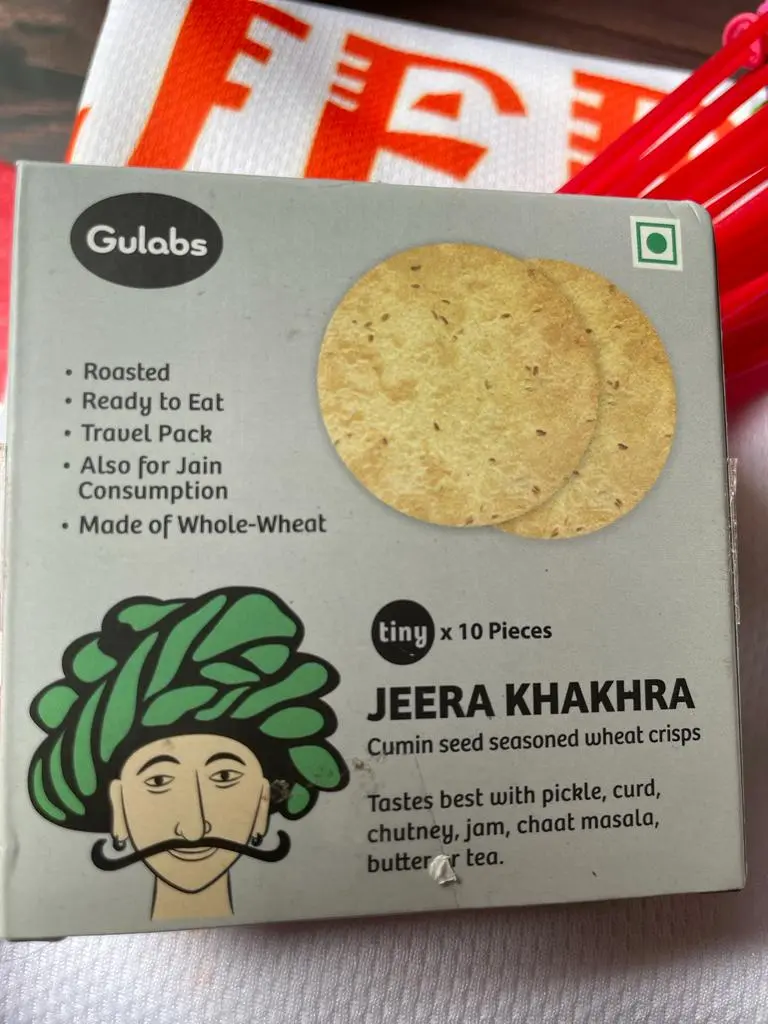 Gulabs
• Roasted
• Ready to Eat
• Travel Pack
• Also for Jain
Consumption
• Made of Whole-Wheat
tiny x 10 Pieces
JEERA KHAKHRA
Cumin seed seasoned wheat crisps
Tastes best with pickle, curd,
chutney, jam, chaat masala,
butter or tea.